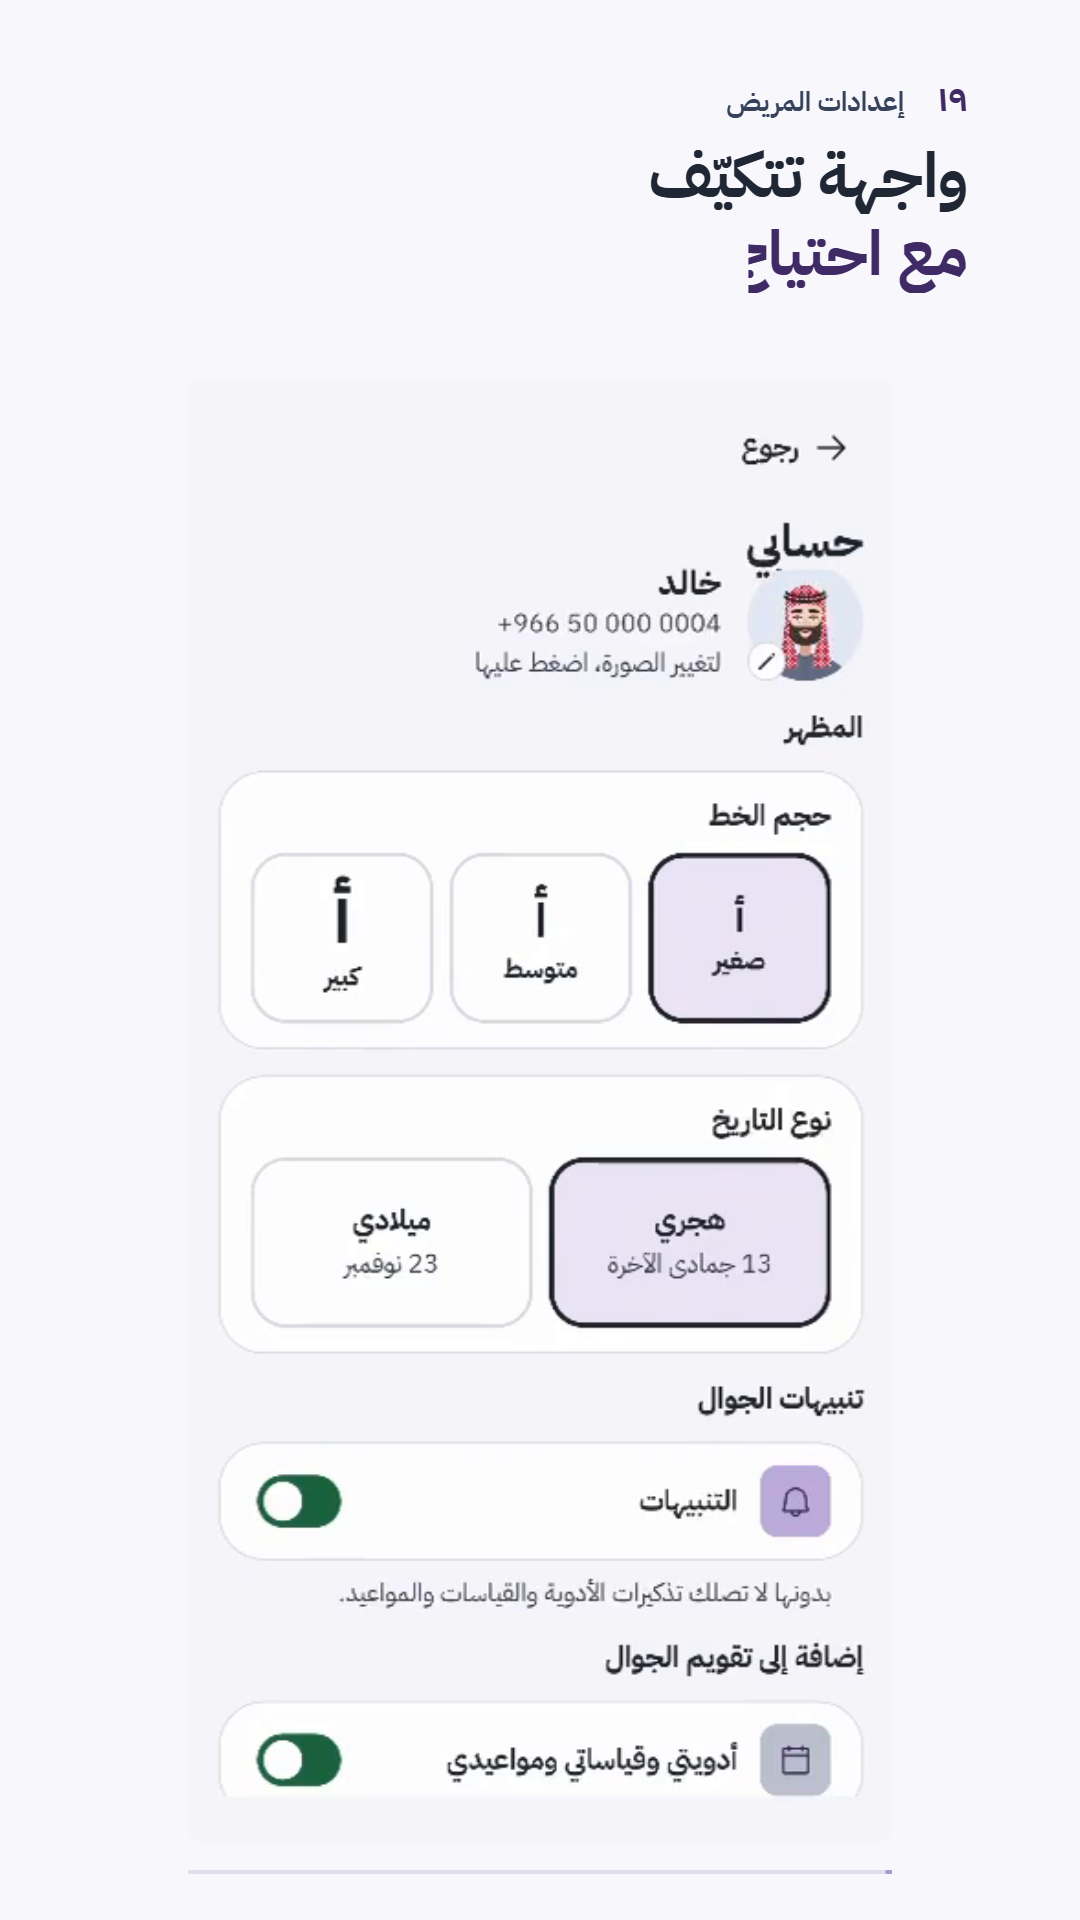 ١٩ إعدادات المريض
واجهة تتكيّف
مع احتياج
رجوع
حسابي
خالد
+966 50 000 0004
لتغيير الصورة، اضغط عليها
المظهر
حجم الخط
أ أ أ
صغير متوسط كبير
نوع التاريخ
هجري ميلادي
13 جمادى الآخرة 23 نوفمبر
تنبيهات الجوال
التنبيهات
بدونها لا تصلك تذكيرات الأدوية والقياسات والمواعيد.
إضافة إلى تقويم الجوال
أدويتي وقياساتي ومواعيدي